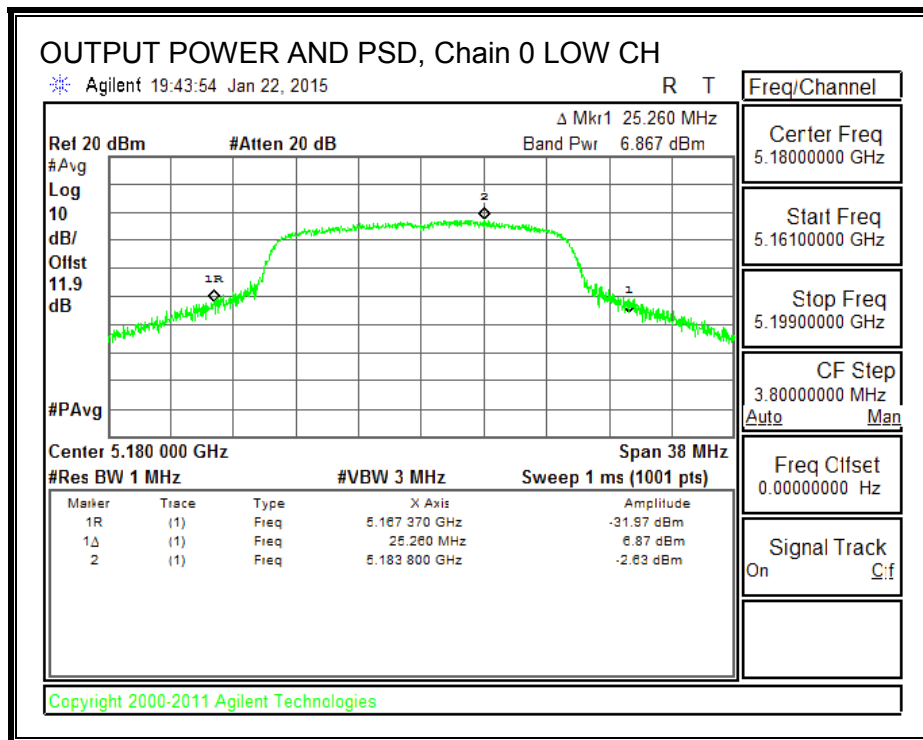 OUTPUT POWER AND PSD, Chain 0 LOW CH
Agilent 19:43:54 Jan 22, 2015 R T
Δ Mkr1 25.260 MHz
Ref 20 dBm #Atten 20 dB Band Pwr 6.867 dBm
#Avg
Log
10
dB/
Offst
11.9
dB
#PAvg
1R
2
1
Center 5.180 000 GHz Span 38 MHz
#Res BW 1 MHz #VBW 3 MHz Sweep 1 ms (1001 pts)
Marker Trace Type X Axis Amplitude
1R (1) Freq 5.167 370 GHz -31.97 dBm
1Δ (1) Freq 25.260 MHz 6.87 dBm
2 (1) Freq 5.183 800 GHz -2.63 dBm
Copyright 2000-2011 Agilent Technologies
Freq/Channel
Center Freq
5.18000000 GHz
Start Freq
5.16100000 GHz
Stop Freq
5.19900000 GHz
CF Step
3.80000000 MHz
Auto Man
Freq Offset
0.00000000 Hz
Signal Track
On Off